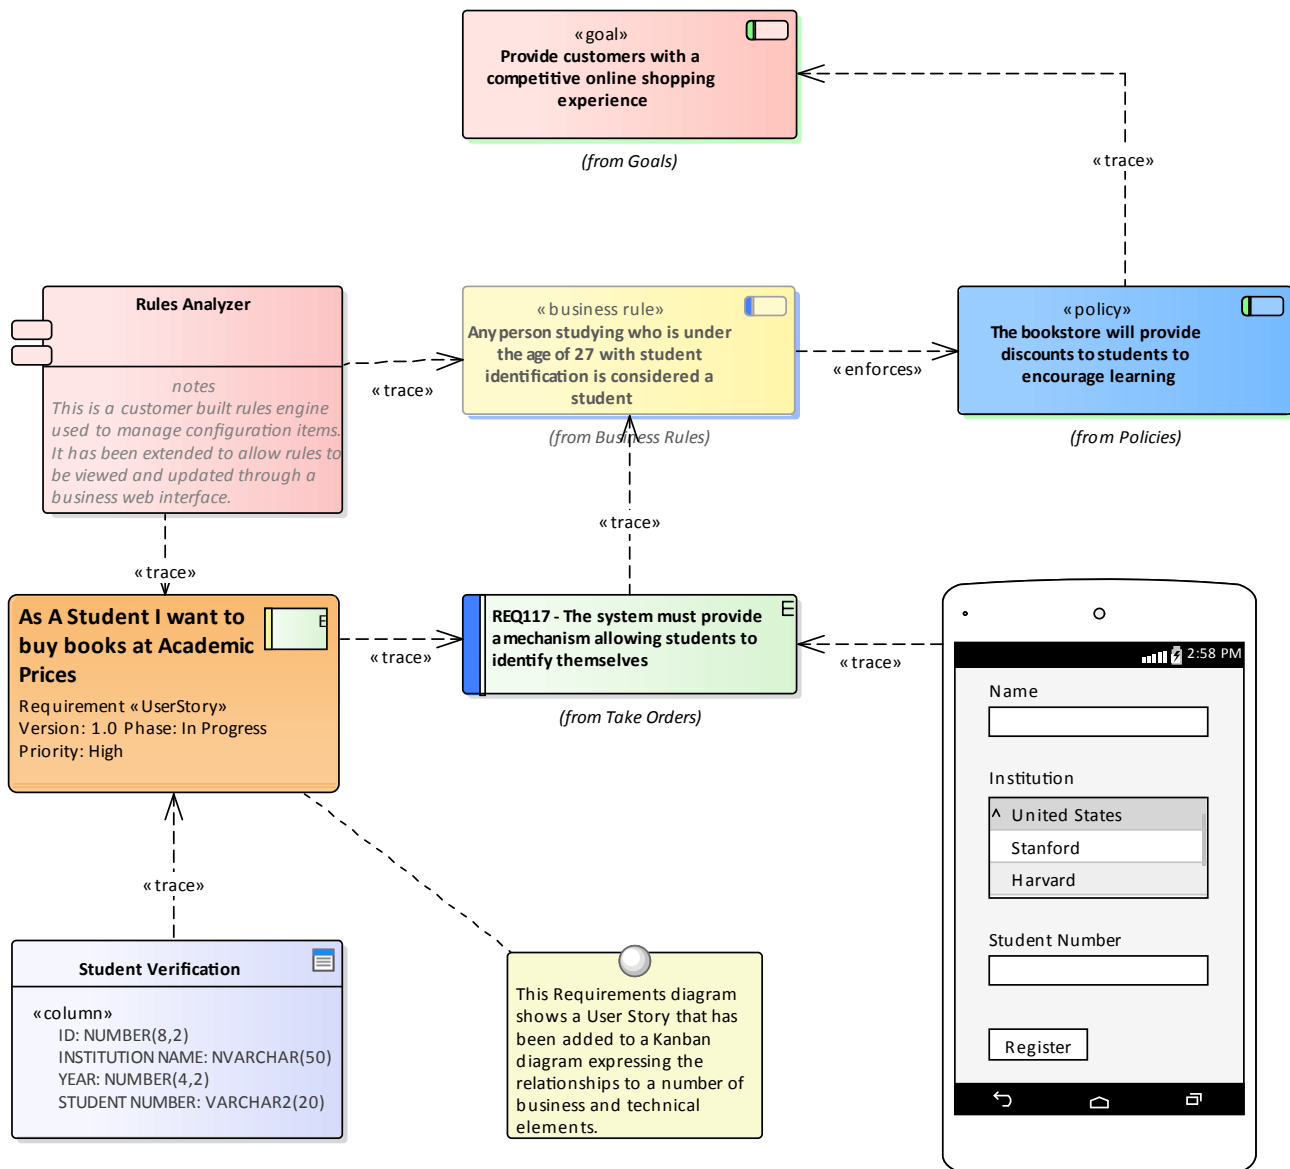 «goal»
Provide customers with a
competitive online shopping
experience
(from Goals)
«trace»
Rules Analyzer
notes
This is a customer built rules engine
used to manage configuration items.
It has been extended to allow rules to
be viewed and updated through a
business web interface.
«trace»
«business rule»
Any person studying who is under
the age of 27 with student
identification is considered a
student
(from Business Rules)
«enforces»
«policy»
The bookstore will provide
discounts to students to
encourage learning
(from Policies)
«trace»
«trace»
As A Student I want to
buy books at Academic
Prices
E
Requirement «UserStory»
Version: 1.0 Phase: In Progress
Priority: High
«trace»
REQ117 - The system must provide
a mechanism allowing students to
identify themselves
E
(from Take Orders)
«trace»
2:58 PM
Name
Institution
^ United States
Stanford
Harvard
Student Number
Register
«trace»
Student Verification
«column»
ID: NUMBER(8,2)
INSTITUTION NAME: NVARCHAR(50)
YEAR: NUMBER(4,2)
STUDENT NUMBER: VARCHAR2(20)
This Requirements diagram
shows a User Story that has
been added to a Kanban
diagram expressing the
relationships to a number of
business and technical
elements.